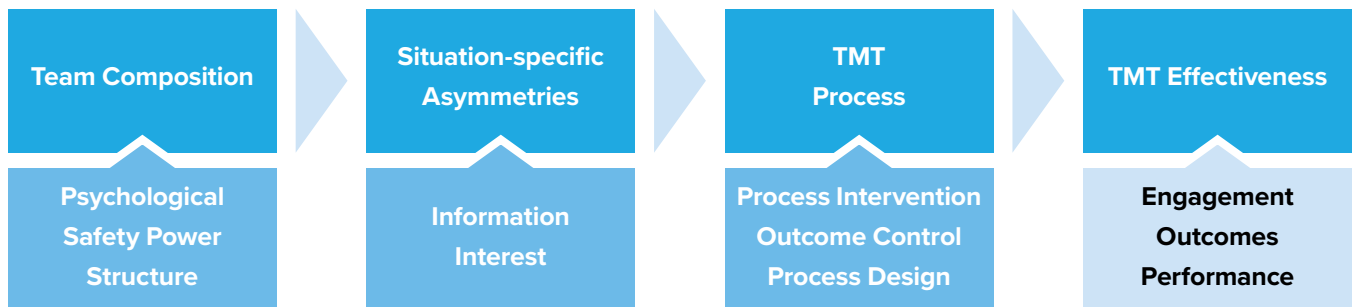 Team Composition
Situation-specific
Asymmetries
TMT
Process
TMT Effectiveness
Psychological
Safety Power
Structure
Information
Interest
Process Intervention
Outcome Control
Process Design
Engagement
Outcomes
Performance